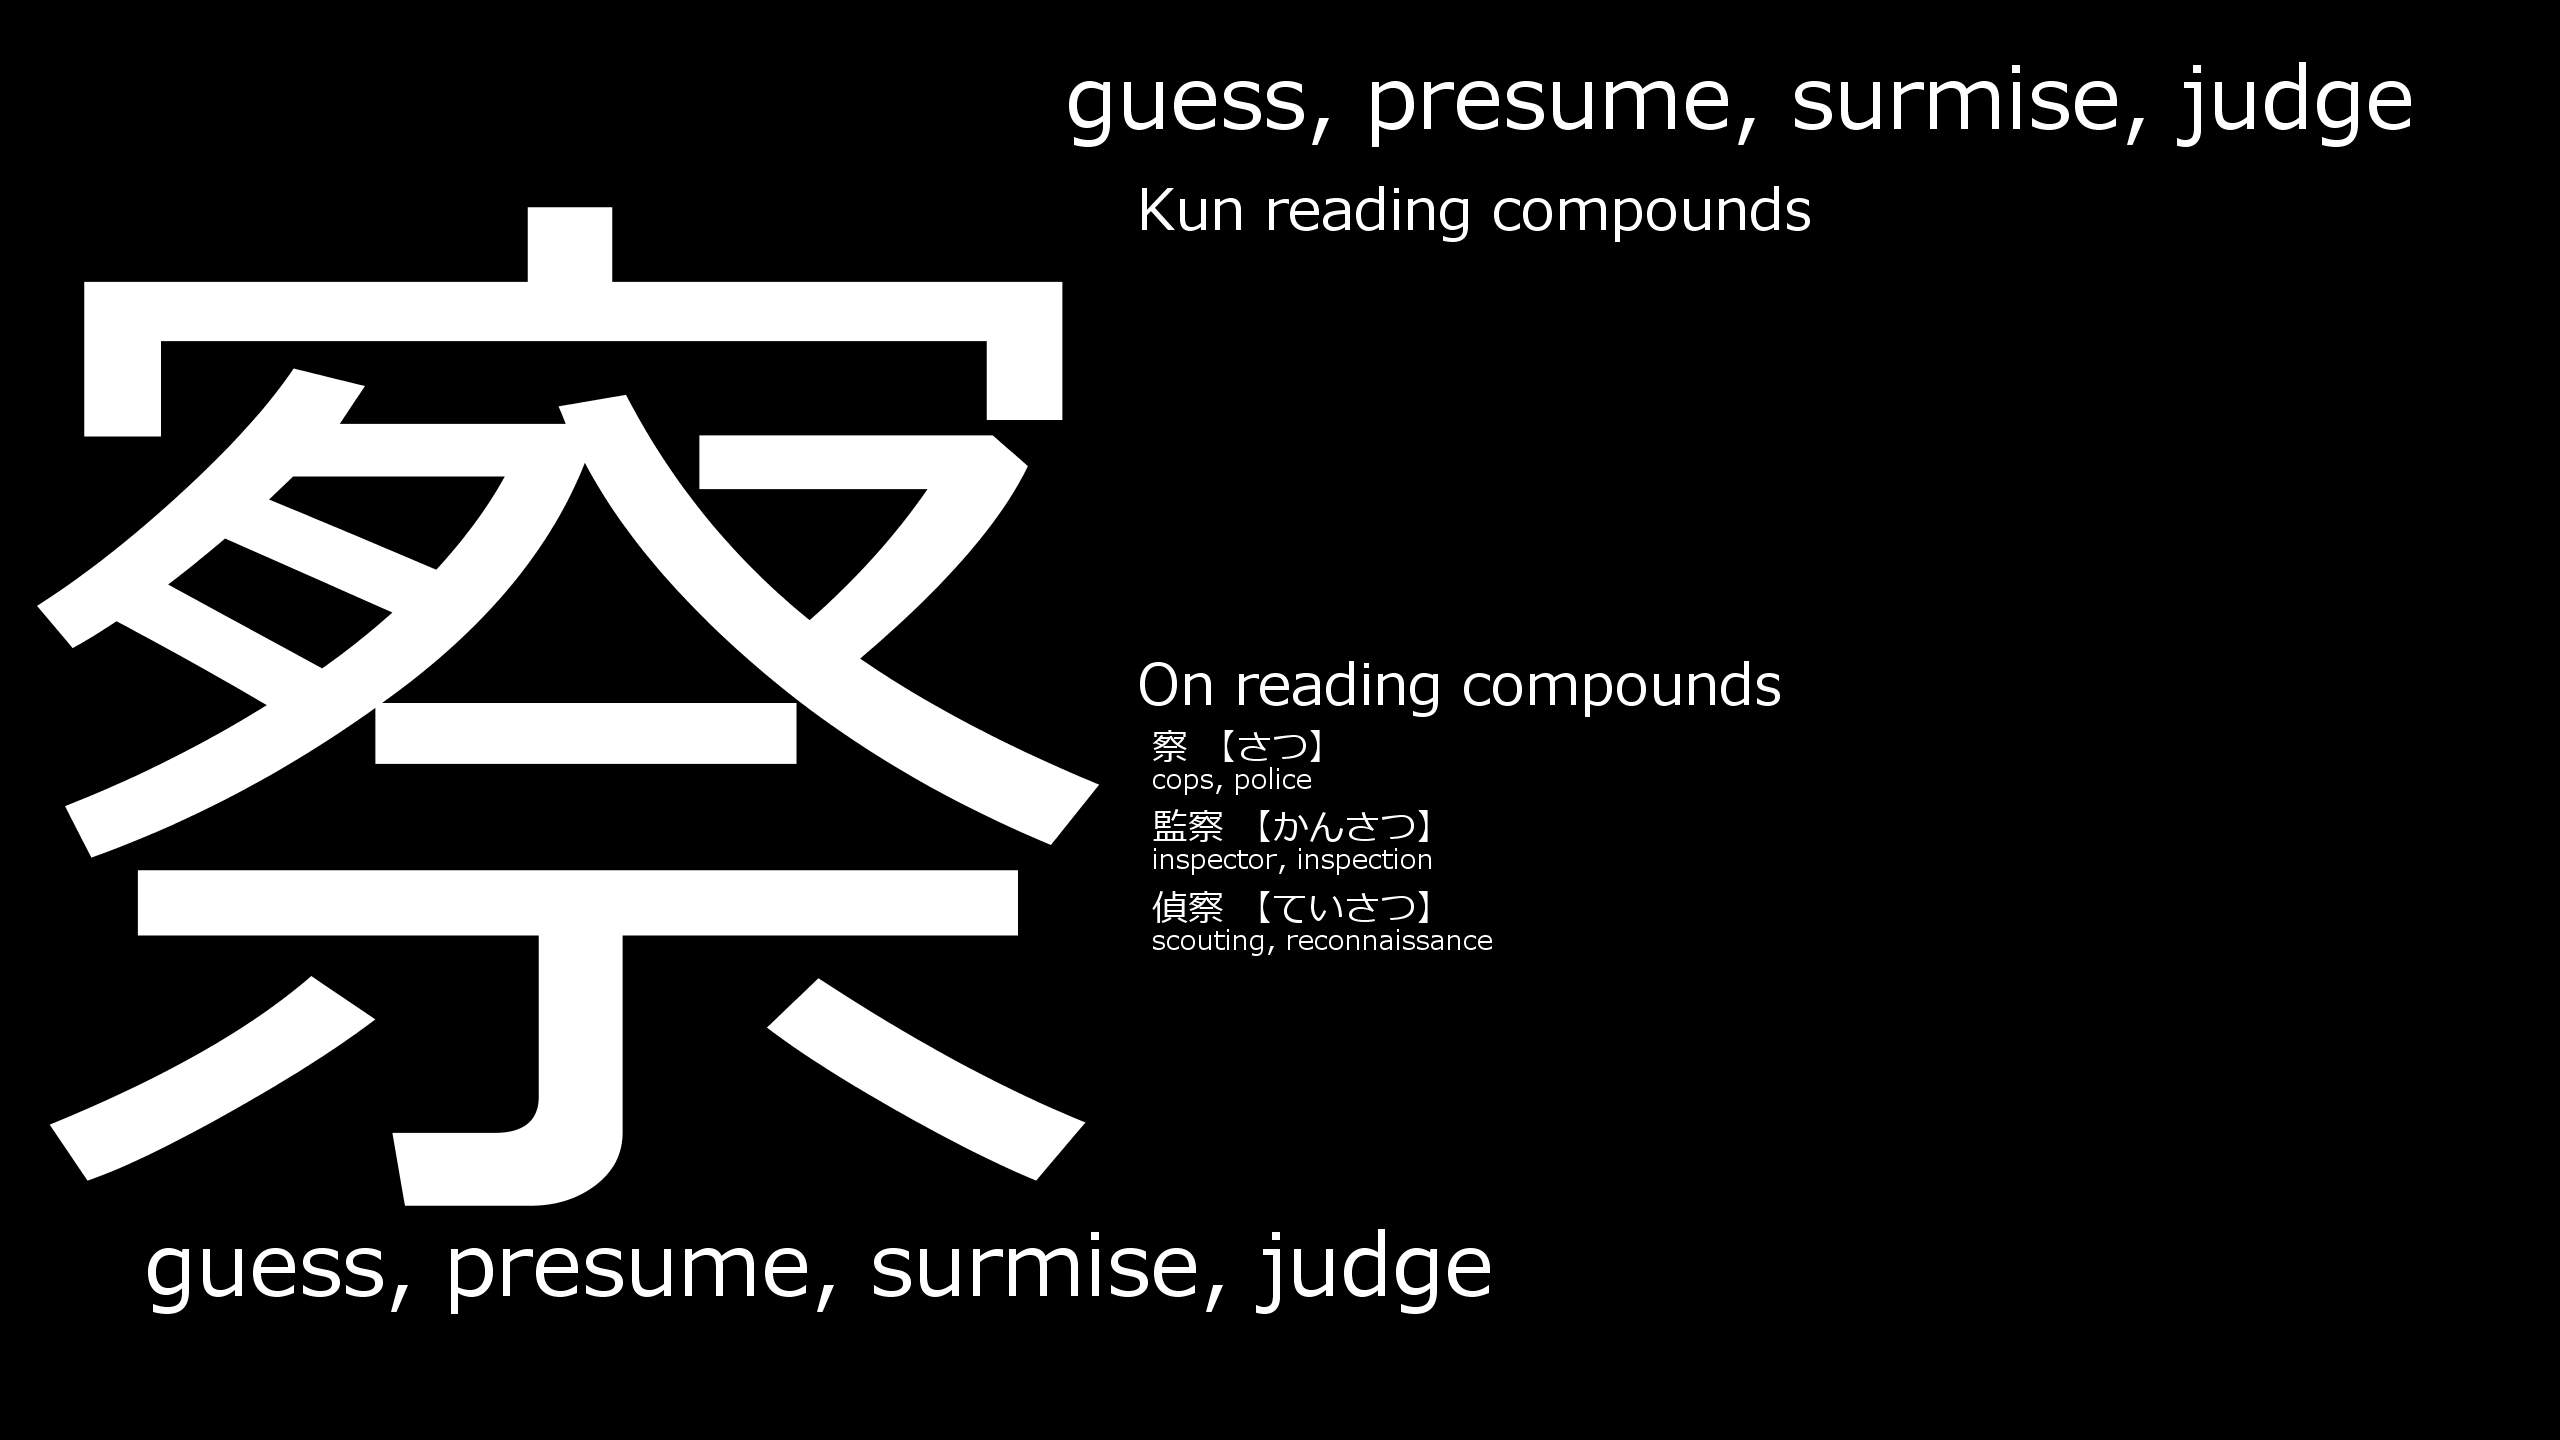 察
guess, presume, surmise, judge
Kun reading compounds
On reading compounds
察 【さつ】
cops, police
監察 【かんさつ】
inspector, inspection
偵察 【ていさつ】
scouting, reconnaissance
guess, presume, surmise, judge